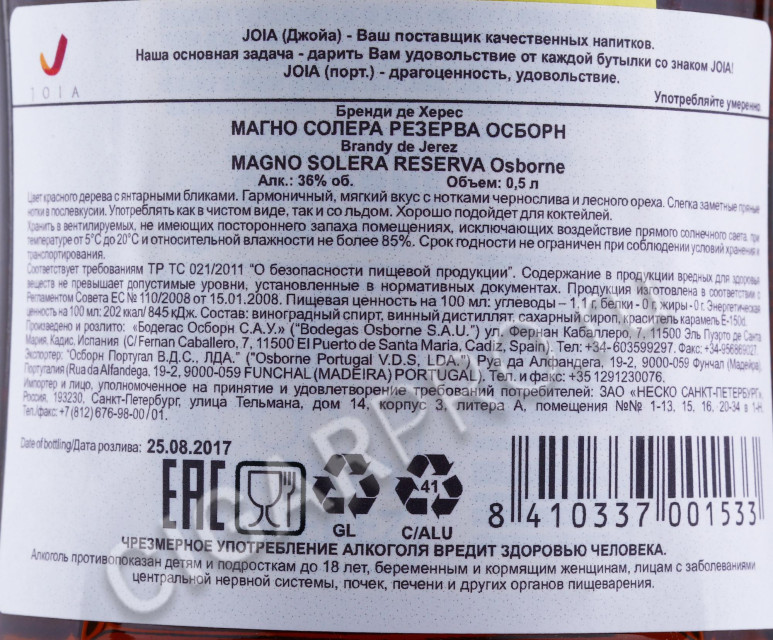 JOIA (Джойа) - Ваш поставщик качественных напитков.
Наша основная задача - дарить Вам удовольствие от каждой бутылки со знаком JOIA!
JOIA (порт.) - драгоценность, удовольствие.
JOIA
Употребляйте умеренно
Бренди де Херес
МАГНО СОЛЕРА РЕЗЕРВА ОСБОРН
Brandy de Jerez
MAGNO SOLERA RESERVA Osborne
Алк.: 36% об. Объем: 0,5 л
Цвет красного дерева с янтарными бликами. Гармоничный, мягкий вкус с нотками чернослива и лесного ореха. Слегка заметные пряные
нотки в послевкусии. Употреблять как в чистом виде, так и со льдом. Хорошо подойдет для коктейлей.
Хранить в вентилируемых, не имеющих постороннего запаха помещениях, исключающих воздействие прямого солнечного света, при
температуре от 5°С до 20°С и относительной влажности не более 85%. Срок годности не ограничен при соблюдении условий хранения и
транспортирования.
Соответствует требованиям ТР ТС 021/2011 "О безопасности пищевой продукции". Содержание в продукции вредных для здоровья
веществ не превышает допустимые уровни, установленные в нормативных документах. Продукция изготовлена в соответствии с
Регламентом Совета ЕС № 110/2008 от 15.01.2008. Пищевая ценность на 100 мл: углеводы – 1,1г, белки - 0 г, жиры - 0 г. Энергетическая
ценность на 100 мл: 202 ккал/ 845 кДж. Состав: виноградный спирт, винный дистиллят, сахарный сироп, краситель карамель Е-150d.
Произведено и розлито: «Бодегас Осборн С.А.У.» ("Bodegas Osborne S.A.U.") ул. Фернан Кабаллеро, 7, 11500 Эль Пуэрто де Санта
Мария, Кадис, Испания (C/ Fernan Caballero, 7, 11500 El Puerto de Santa Maria, Cadiz, Spain). Тел: +34-603599297. Факс:
Экспортер: "Осборн Португал В.Д.С., ЛДА." ("Osborne Portugal V.D.S, LDA.") Руа да Алфандега, 19-2, 9000-059 Фунчал (Мадейра)
Португалия (Rua da Alfandega, 19-2, 9000-059 FUNCHAL (MADEIRA) PORTUGAL). Тел. и факс: +35 1291230076.
Импортер и лицо, уполномоченное на принятие и удовлетворение требований потребителей: ЗАО «НЕСКО САНКТ-ПЕТЕРБУРГ»,
Россия, 193230. Санкт-Петербург, улица Тельмана, дом 14, корпус 3, литера А, помещения №№ 1-13, 15, 16, 20-34 в 1-Н,
Тел./факс: +7 (812) 676-98-00/ 01.
Date of bottling/Дата розлива: 25.08.2017
EAC
GL
41
C/ALU
8 410337 001533
ЧРЕЗМЕРНОЕ УПОТРЕБЛЕНИЕ АЛКОГОЛЯ ВРЕДИТ ЗДОРОВЬЮ ЧЕЛОВЕКА.
Алкоголь противопоказан детям и подросткам до 18 лет, беременным и кормящим женщинам, лицам с заболеваниями
центральной нервной системы, почек, печени и других органов пищеварения.
CIGARPRO.RU